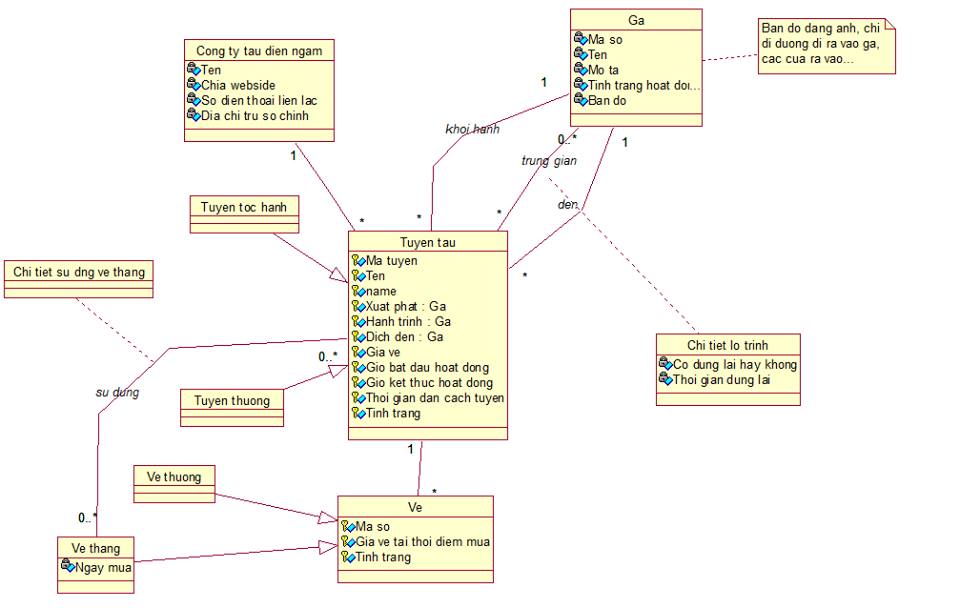 Ga
Ma so
Ten
Mo ta
Tinh trang hoat doı...
Ban do
Ban do dang anh, chi
di duong di ra vao ga,
cac cua ra vao...
Cong ty tau dien ngam
Ten
Chia webside
So dien thoai lien lac
Dia chi tru so chinh
1
khoi hanh
0..*
1
1
trung gian
den
*
*
*
*
Tuyen toc hanh
Tuyen tau
Ma tuyen
Ten
name
Xuat phat : Ga
Hanh trinh : Ga
Dich den : Ga
Gia ve
Gio bat dau hoat dong
Gio ket thuc hoat dong
Thoi gian dan cach tuyen
Tinh trang
Chi tiet su dng ve thang
0..*
su dung
Tuyen thuong
Chi tiet lo trinh
Co dung lai hay khong
Thoi gian dung lai
1
*
Ve thuong
Ve
Ma so
Gia ve tai thoi diem mua
Tinh trang
0..*
Ve thang
Ngay mua